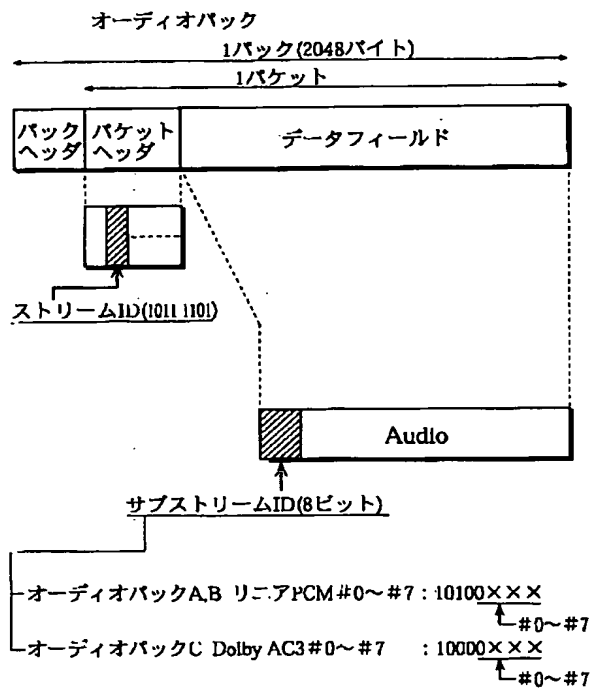 オーディオパック
1パック(2048バイト)
1パケット
パック
ヘッダ
パケット
ヘッダ
データフィールド
ストリームID(1011 1101)
Audio
サブストリームID(8ビット)
オーディオパックA,B リニアPCM#0〜#7:10100×××
#0〜#7
オーディオパックC Dolby AC3#0〜#7 :10000×××
#0〜#7